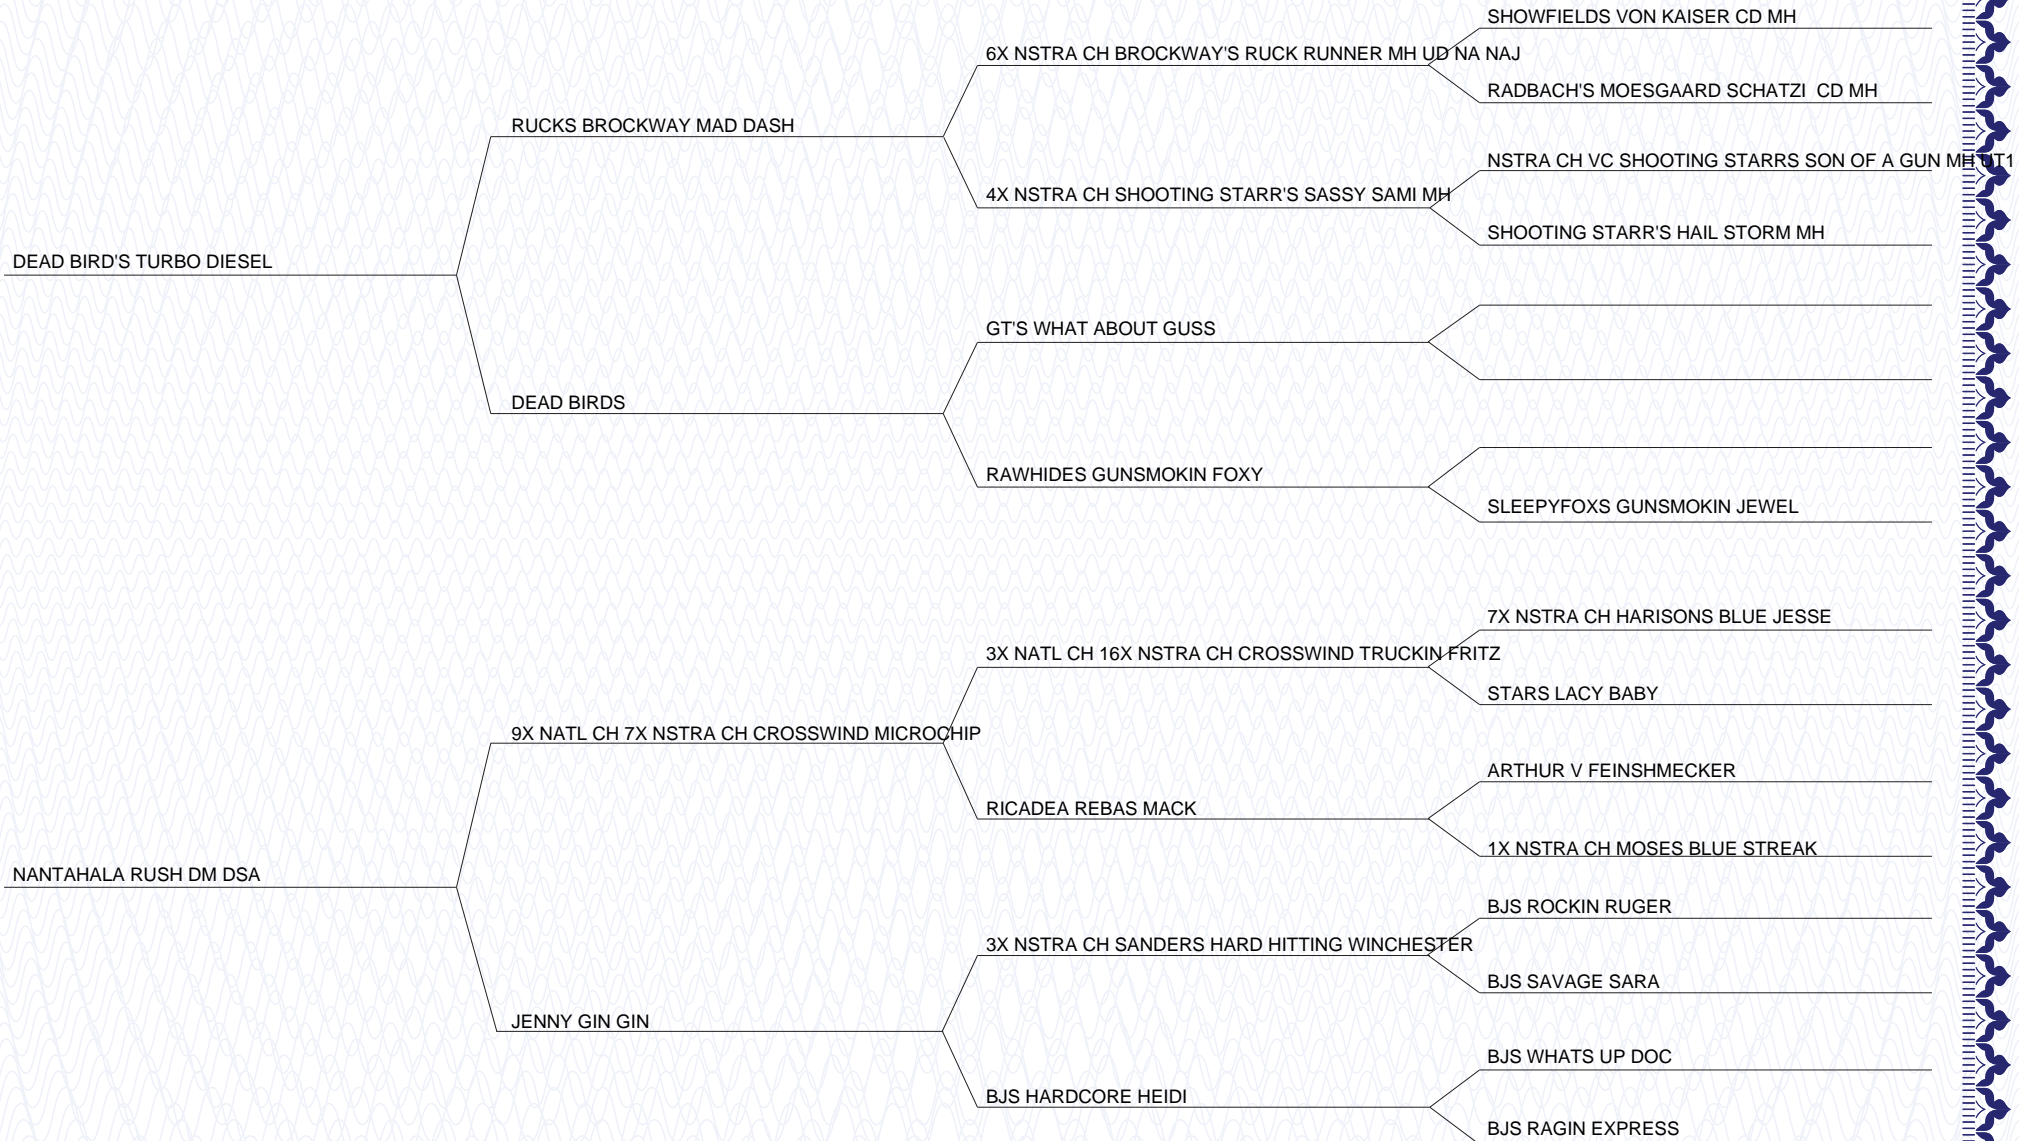 SHOWFIELDS VON KAISER CD MH
6X NSTRA CH BROCKWAY'S RUCK RUNNER MH UD NA NAJ
RADBACH'S MOESGAARD SCHATZI  CD MH
RUCKS BROCKWAY MAD DASH
NSTRA CH VC SHOOTING STARRS SON OF A GUN MH UT1
4X NSTRA CH SHOOTING STARR'S SASSY SAMI MH
SHOOTING STARR'S HAIL STORM MH
DEAD BIRD'S TURBO DIESEL
GT'S WHAT ABOUT GUSS
DEAD BIRDS
RAWHIDES GUNSMOKIN FOXY
SLEEPYFOXS GUNSMOKIN JEWEL
7X NSTRA CH HARISONS BLUE JESSE
3X NATL CH 16X NSTRA CH CROSSWIND TRUCKIN FRITZ
STARS LACY BABY
9X NATL CH 7X NSTRA CH CROSSWIND MICROCHIP
ARTHUR V FEINSHMECKER
RICADEA REBAS MACK
1X NSTRA CH MOSES BLUE STREAK
NANTAHALA RUSH DM DSA
BJS ROCKIN RUGER
3X NSTRA CH SANDERS HARD HITTING WINCHESTER
BJS SAVAGE SARA
JENNY GIN GIN
BJS WHATS UP DOC
BJS HARDCORE HEIDI
BJS RAGIN EXPRESS